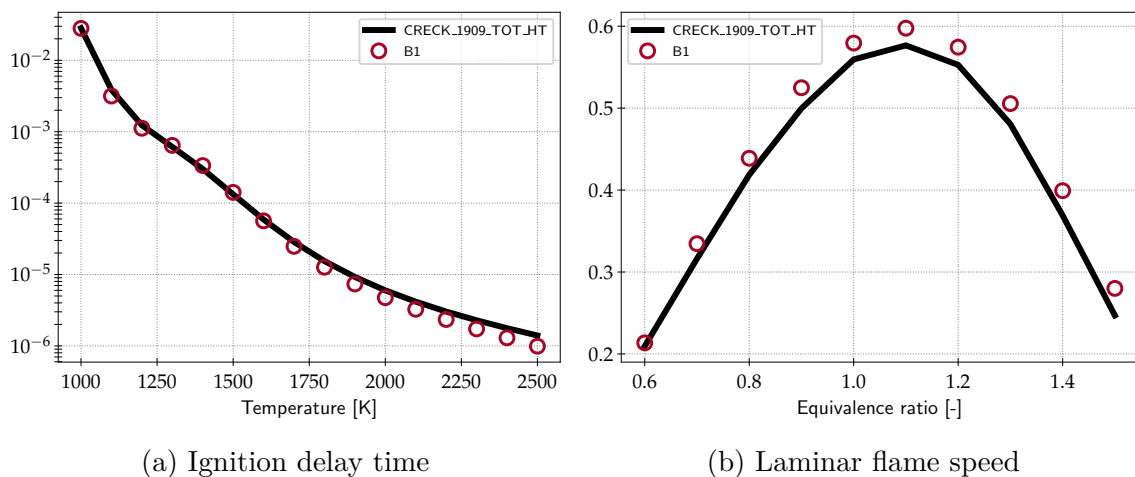 CRECK_1909_TOT_HT
B1
10⁻²
10⁻³
10⁻⁴
10⁻⁵
10⁻⁶
1000 1250 1500 1750 2000 2250 2500
Temperature [K]
(a) Ignition delay time
CRECK_1909_TOT_HT
B1
0.6
0.5
0.4
0.3
0.2
0.6 0.8 1.0 1.2 1.4
Equivalence ratio [-]
(b) Laminar flame speed